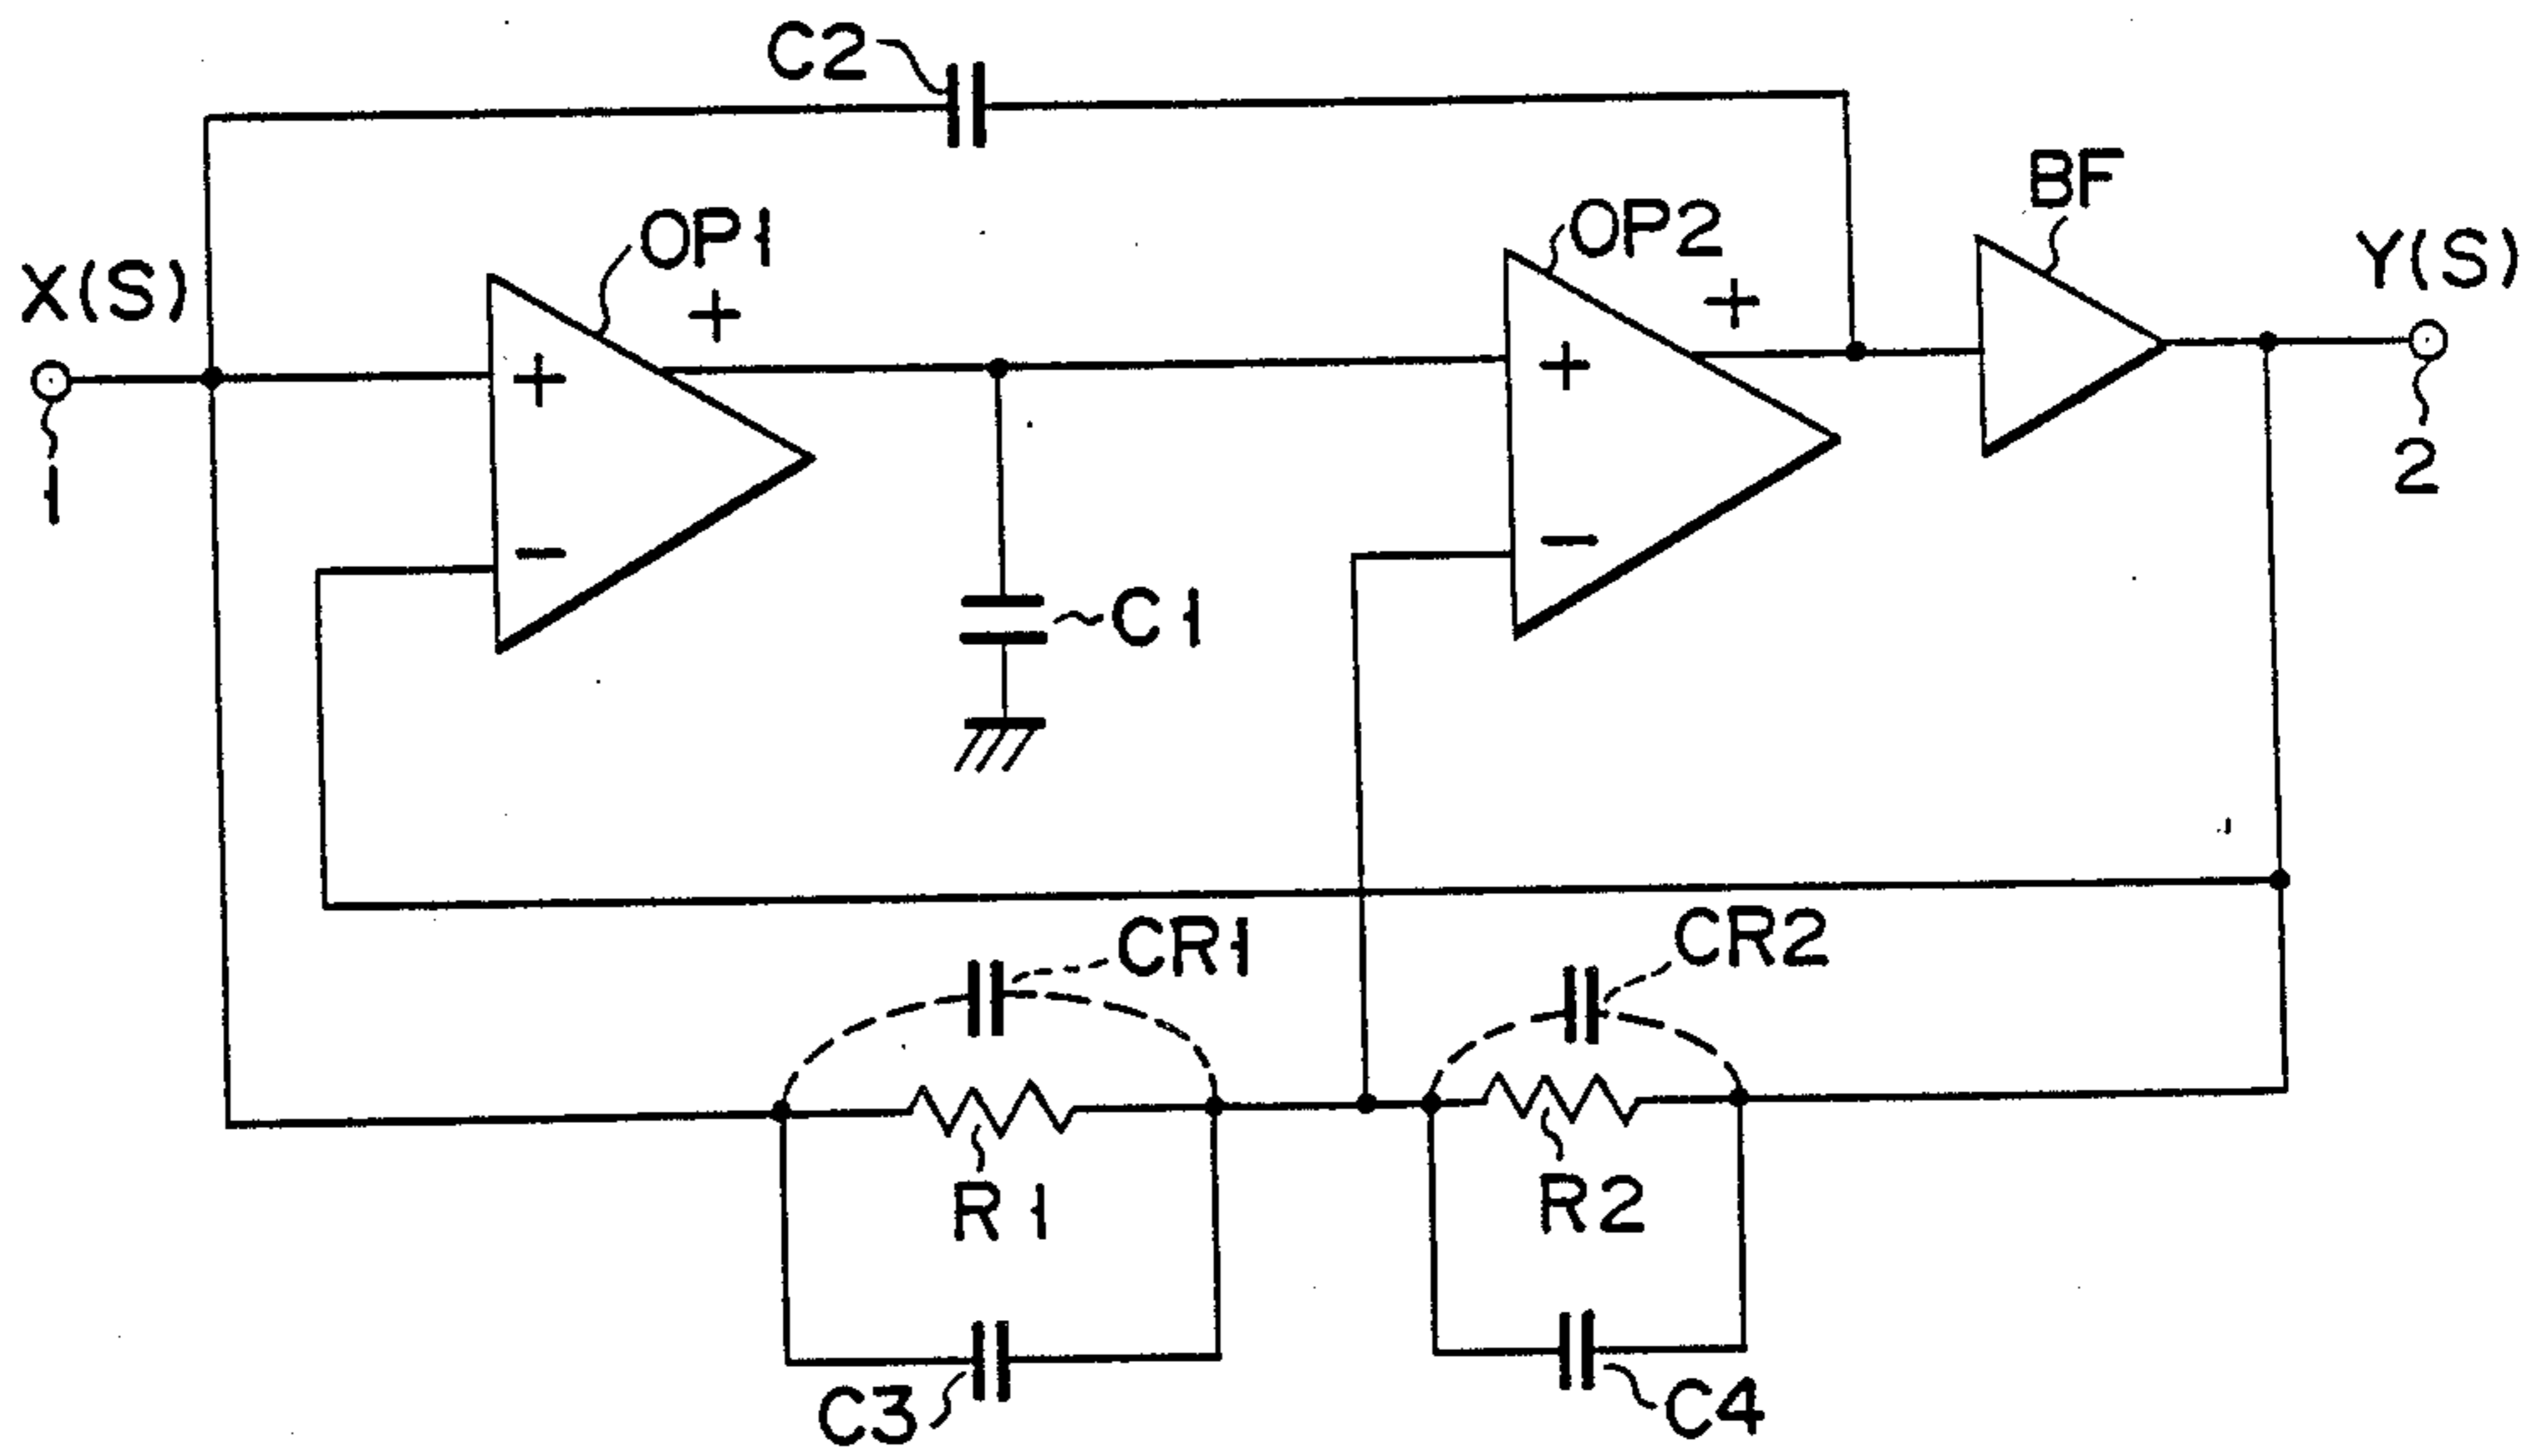 C2
BF
OP1
OP2
X(S)
Y(S)
+
+
+
+
1
2
−
−
C1
CR1
CR2
R1
R2
C3
C4